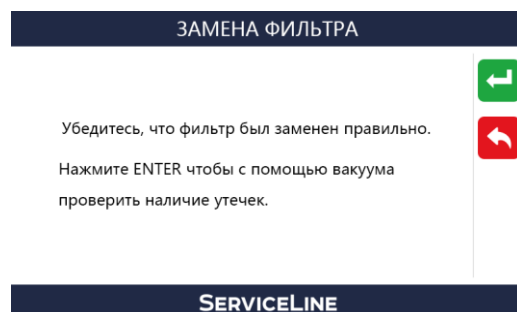 ЗАМЕНА ФИЛЬТРА
Убедитесь, что фильтр был заменен правильно.
Нажмите ENTER чтобы с помощью вакуума
проверить наличие утечек.
SERVICELINE